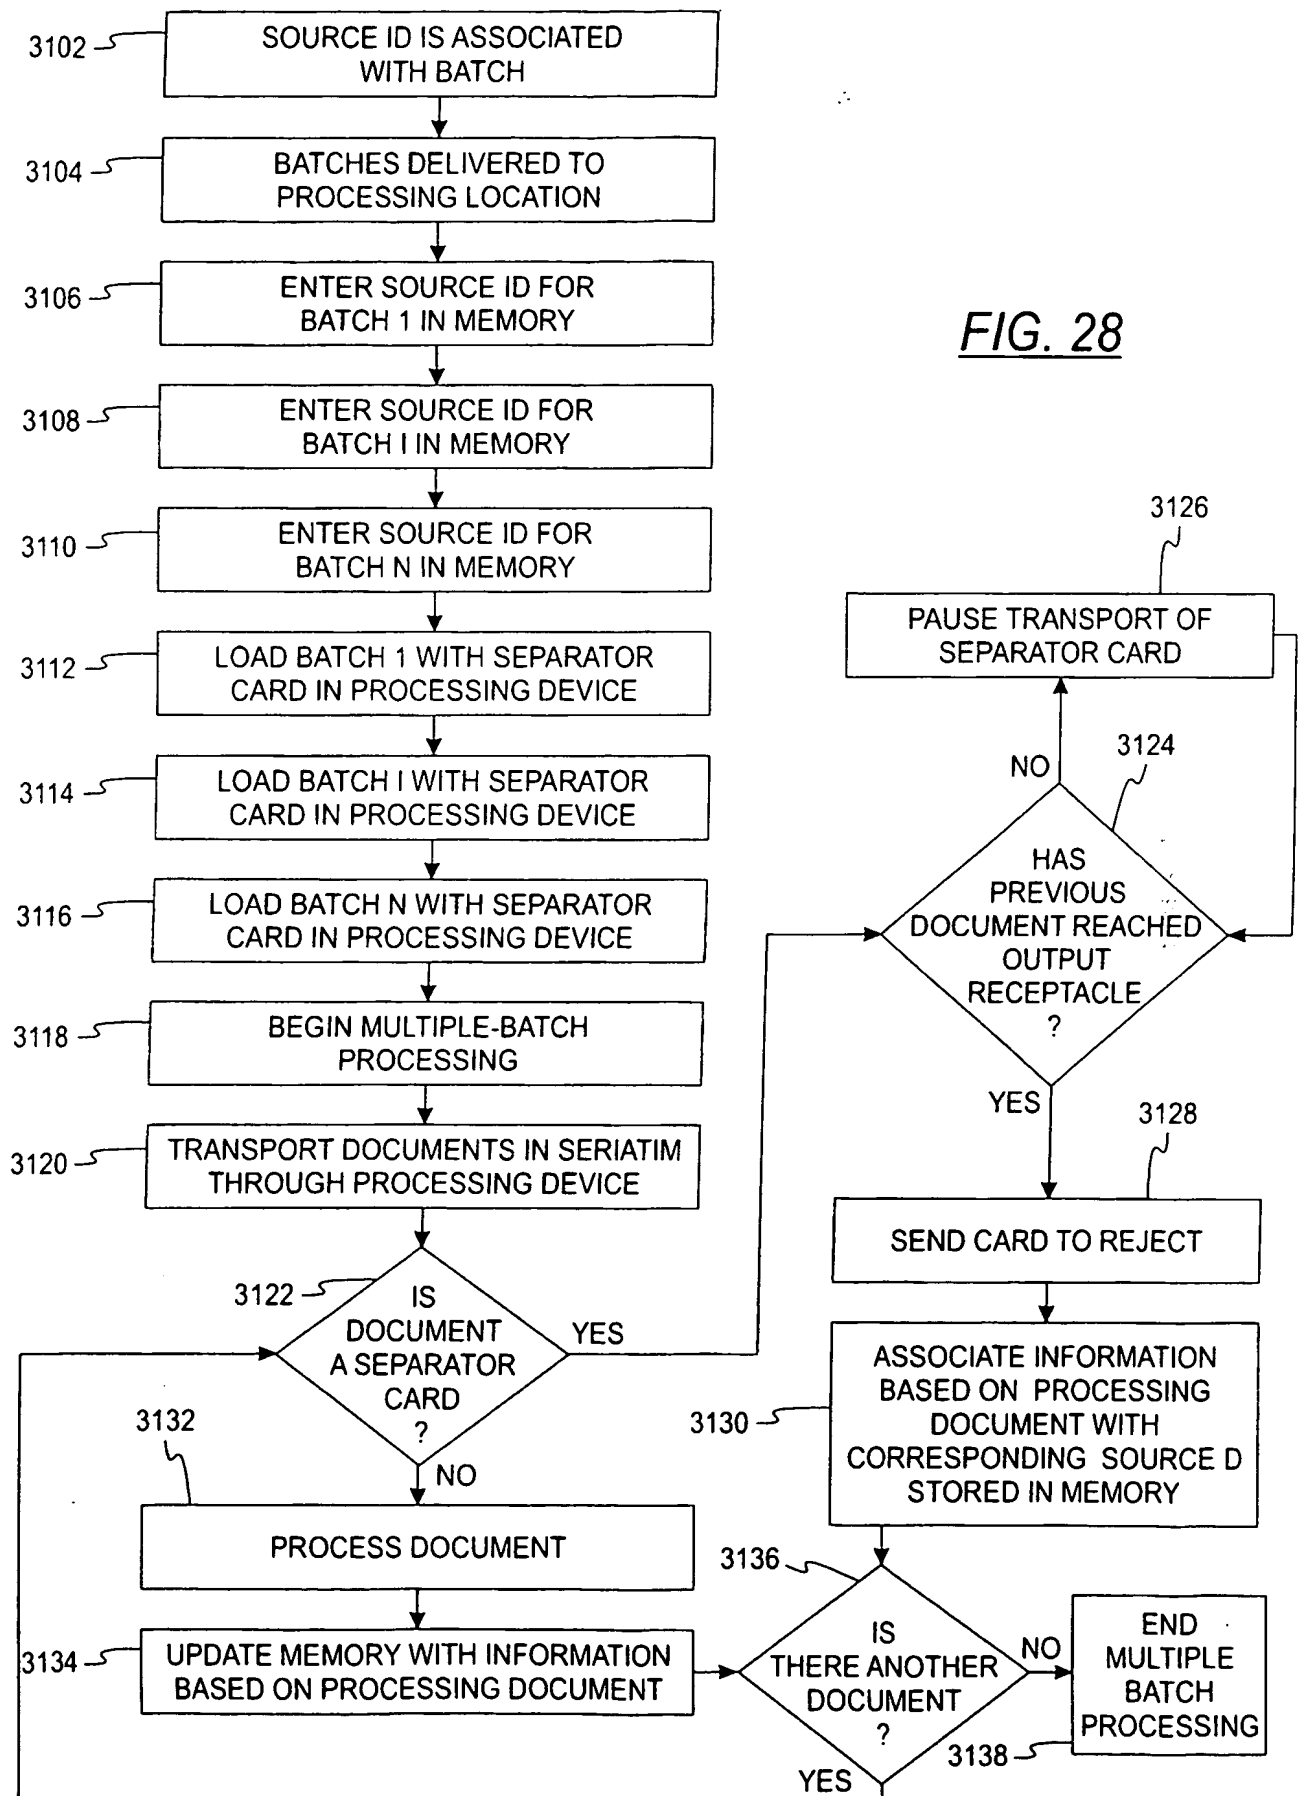 3102
SOURCE ID IS ASSOCIATED
WITH BATCH
3104
BATCHES DELIVERED TO
PROCESSING LOCATION
3106
ENTER SOURCE ID FOR
BATCH 1 IN MEMORY
FIG. 28
3108
ENTER SOURCE ID FOR
BATCH I IN MEMORY
3110
ENTER SOURCE ID FOR
BATCH N IN MEMORY
3112
LOAD BATCH 1 WITH SEPARATOR
CARD IN PROCESSING DEVICE
3114
LOAD BATCH I WITH SEPARATOR
CARD IN PROCESSING DEVICE
3116
LOAD BATCH N WITH SEPARATOR
CARD IN PROCESSING DEVICE
3118
BEGIN MULTIPLE-BATCH
PROCESSING
3120
TRANSPORT DOCUMENTS IN SERIATIM
THROUGH PROCESSING DEVICE
3122
IS
DOCUMENT
A SEPARATOR
CARD
?
YES
NO
3132
PROCESS DOCUMENT
3134
UPDATE MEMORY WITH INFORMATION
BASED ON PROCESSING DOCUMENT
3126
PAUSE TRANSPORT OF
SEPARATOR CARD
NO
3124
HAS
PREVIOUS
DOCUMENT REACHED
OUTPUT
RECEPTACLE
?
YES
3128
SEND CARD TO REJECT
3130
ASSOCIATE INFORMATION
BASED ON PROCESSING
DOCUMENT WITH
CORRESPONDING SOURCE D
STORED IN MEMORY
3136
IS
THERE ANOTHER
DOCUMENT
?
NO
YES
3138
END
MULTIPLE
BATCH
PROCESSING